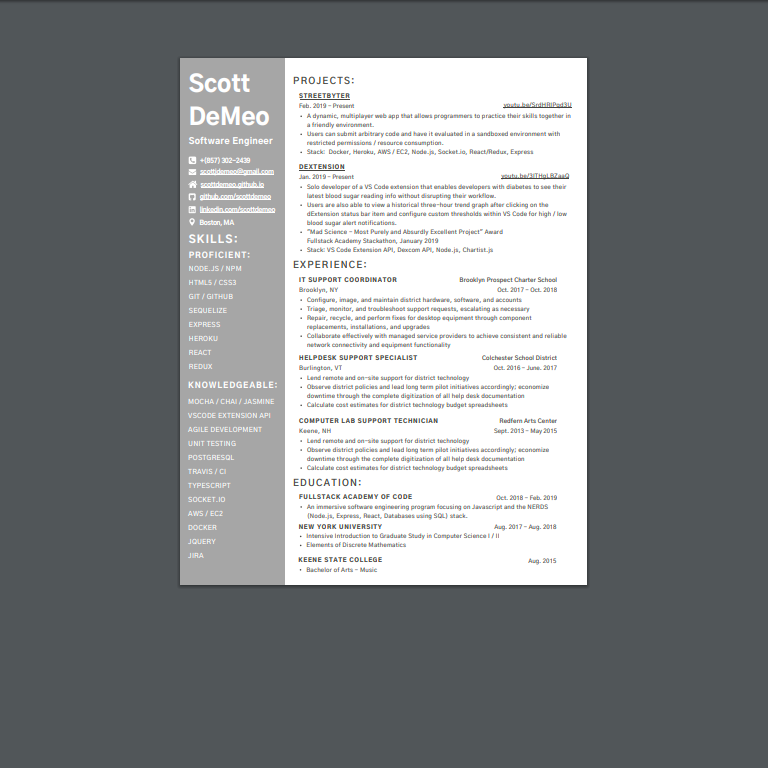 Scott
DeMeo
Software Engineer
+(857) 302-2439
scottdemeo@gmail.com
scottdemeo.github.io
github.com/scottdemeo
linkedin.com/scottdemeo
Boston, MA
SKILLS:
PROFICIENT:
NODE.JS / NPM
HTML5 / CSS3
GIT / GITHUB
SEQUELIZE
EXPRESS
HEROKU
REACT
REDUX
KNOWLEDGEABLE:
MOCHA / CHAI / JASMINE
VSCODE EXTENSION API
AGILE DEVELOPMENT
UNIT TESTING
POSTGRESQL
TRAVIS / CI
TYPESCRIPT
SOCKET.IO
AWS / EC2
DOCKER
JQUERY
JIRA
PROJECTS:
STREETBYTER
Feb. 2019 – Present
• A dynamic, multiplayer web app that allows programmers to practice their skills together in
a friendly environment.
• Users can submit arbitrary code and have it evaluated in a sandboxed environment with
restricted permissions / resource consumption.
• Stack: Docker, Heroku, AWS / EC2, Node.js, Socket.io, React/Redux, Express
DEXTENSION
Jan. 2019 – Present
• Solo developer of a VS Code extension that enables developers with diabetes to see their
latest blood sugar reading info without disrupting their workflow.
• Users are also able to view a historical three-hour trend graph after clicking on the
dExtension status bar item and configure custom thresholds within VS Code for high / low
blood sugar alert notifications.
• "Mad Science – Most Purely and Absurdly Excellent Project" Award
Fullstack Academy Stackathon, January 2019
• Stack: VS Code Extension API, Dexcom API, Node.js, Chartist.js
EXPERIENCE:
IT SUPPORT COORDINATOR Brooklyn Prospect Charter School
Brooklyn, NY Oct. 2017 – Oct. 2018
• Configure, image, and maintain district hardware, software, and accounts
• Triage, monitor, and troubleshoot support requests, escalating as necessary
• Repair, recycle, and perform fixes for desktop equipment through component
replacements, installations, and upgrades
• Collaborate effectively with managed service providers to achieve consistent and reliable
network connectivity and equipment functionality
HELPDESK SUPPORT SPECIALIST Colchester School District
Burlington, VT Oct. 2016 – June. 2017
• Lend remote and on-site support for district technology
• Observe district policies and lead long term pilot initiatives accordingly; economize
downtime through the complete digitization of all help desk documentation
• Calculate cost estimates for district technology budget spreadsheets
COMPUTER LAB SUPPORT TECHNICIAN Redfern Arts Center
Keene, NH Sept. 2013 – May 2015
• Lend remote and on-site support for district technology
• Observe district policies and lead long term pilot initiatives accordingly; economize
downtime through the complete digitization of all help desk documentation
• Calculate cost estimates for district technology budget spreadsheets
EDUCATION:
FULLSTACK ACADEMY OF CODE Oct. 2018 – Feb. 2019
• An immersive software engineering program focusing on Javascript and the NERDS
(Node.js, Express, React, Databases using SQL) stack.
NEW YORK UNIVERSITY Aug. 2017 – Aug. 2018
• Intensive Introduction to Graduate Study in Computer Science I / II
• Elements of Discrete Mathematics
KEENE STATE COLLEGE Aug. 2015
• Bachelor of Arts – Music